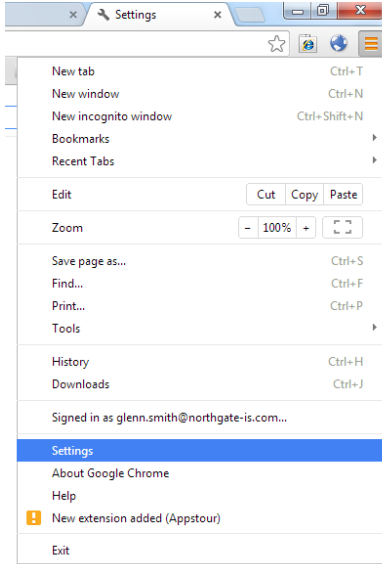 Settings
New tab Ctrl+T
New window Ctrl+N
New incognito window Ctrl+Shift+N
Bookmarks
Recent Tabs
Edit Cut Copy Paste
Zoom - 100% +
Save page as... Ctrl+S
Find... Ctrl+F
Print... Ctrl+P
Tools
History Ctrl+H
Downloads Ctrl+J
Signed in as glenn.smith@northgate-is.com...
Settings
About Google Chrome
Help
New extension added (Appstour)
Exit